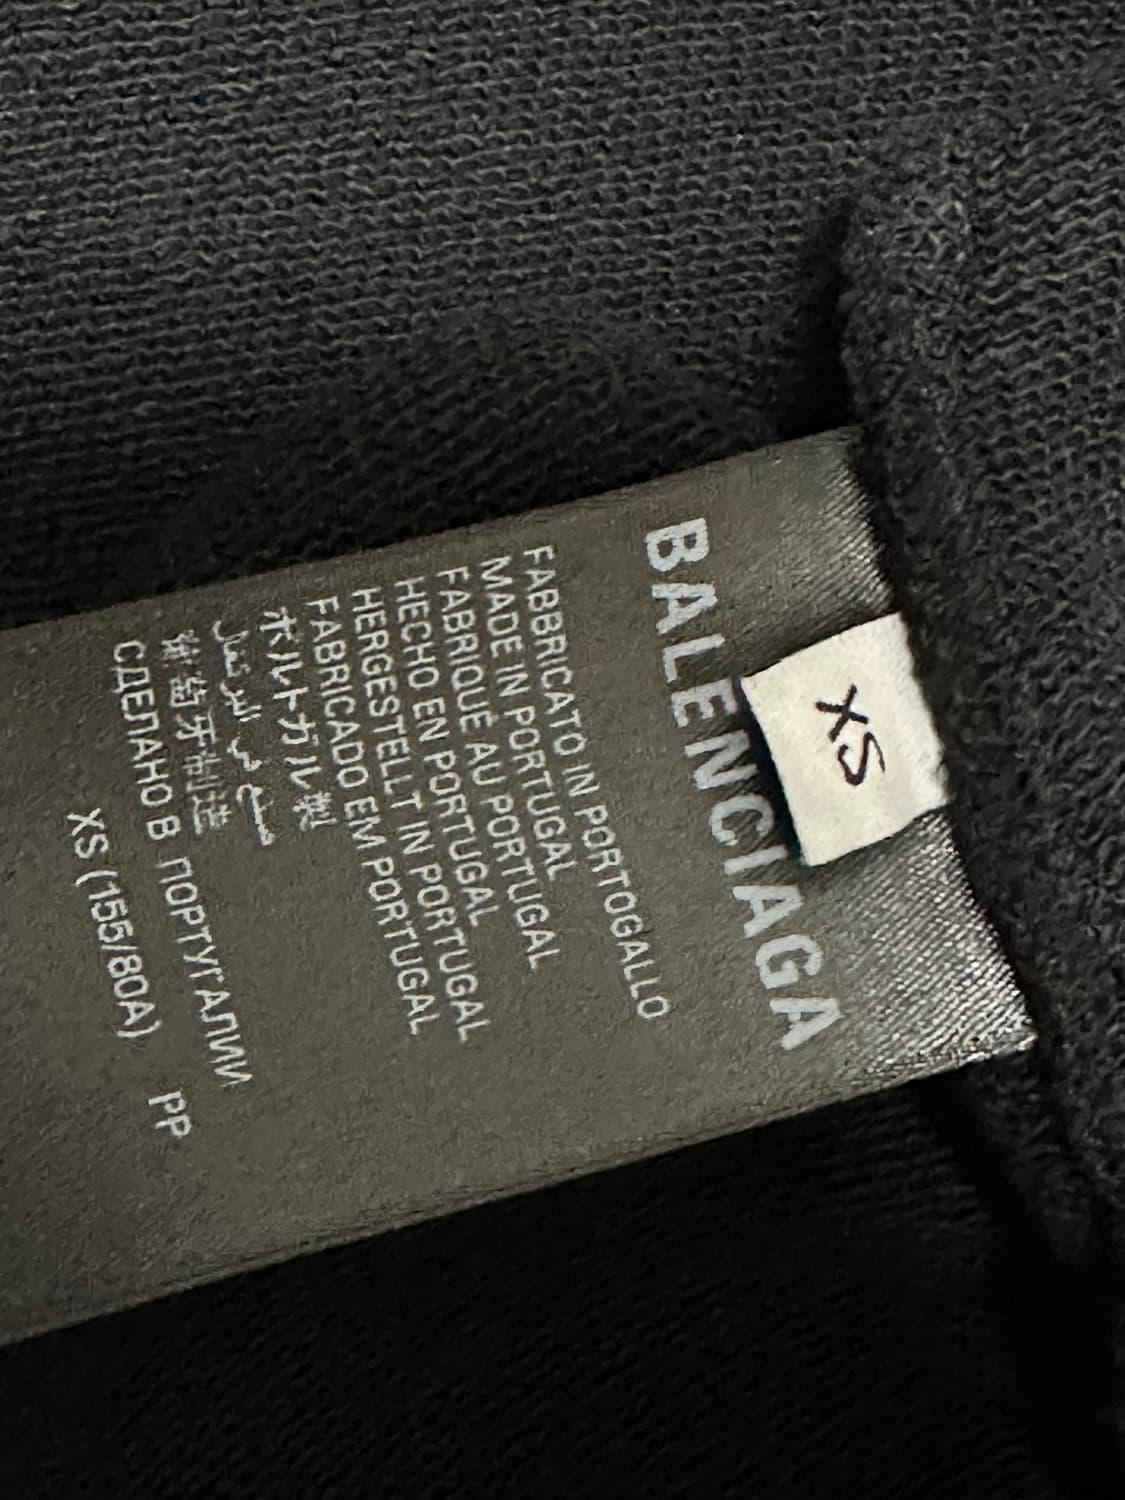 XS
BALENCIAGA
FABBRICATO IN PORTOGALLO
MADE IN PORTUGAL
FABRIQUÉ AU PORTUGAL
HECHO EN PORTUGAL
HERGESTELLT IN PORTUGAL
FABRICADO EM PORTUGAL
ポルトガル製
صنع في البرتغال
葡萄牙制造
СДЕЛАНО В ПОРТУГАЛИИ
XS (155/80A) PP